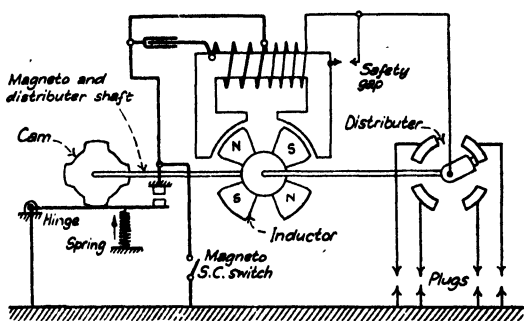 Safety
gap
Magneto and
distributer shaft
Distributer
Cam
N
S
S
N
Hinge
Spring
Inductor
Magneto
S.C. switch
Plugs